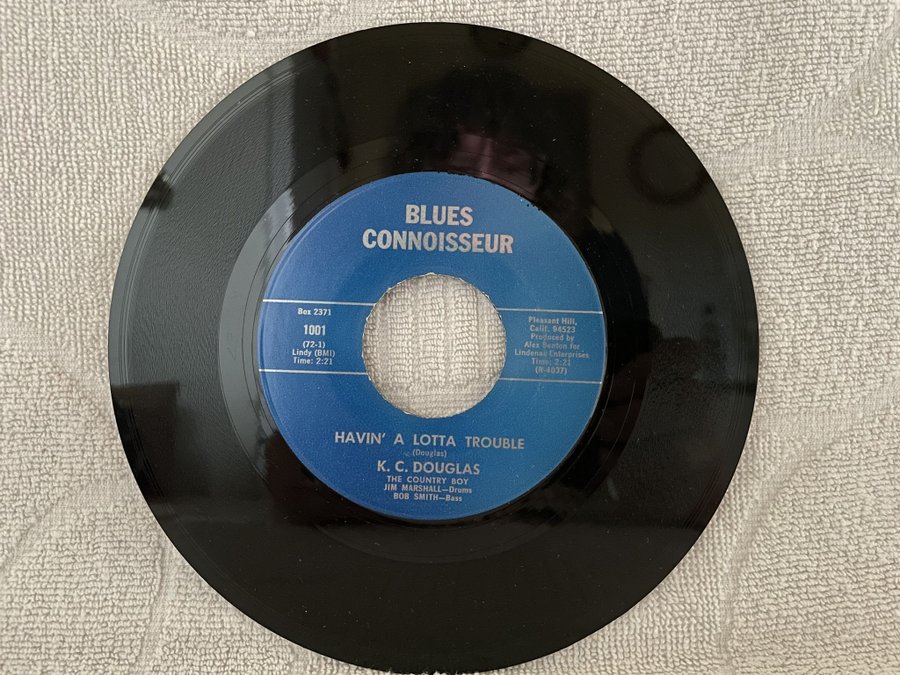 BLUES
CONNOISSEUR
Box 2371
1001
(72-1)
Lindy (BMI)
Time: 2:21
Pleasant Hill,
Calif. 94523
Produced by
Alex Benton for
Lindenau Enterprises
Time: 2:21
(R-4037)
HAVIN' A LOTTA TROUBLE
(Douglas)
K. C. DOUGLAS
THE COUNTRY BOY
JIM MARSHALL—Drums
BOB SMITH—Bass